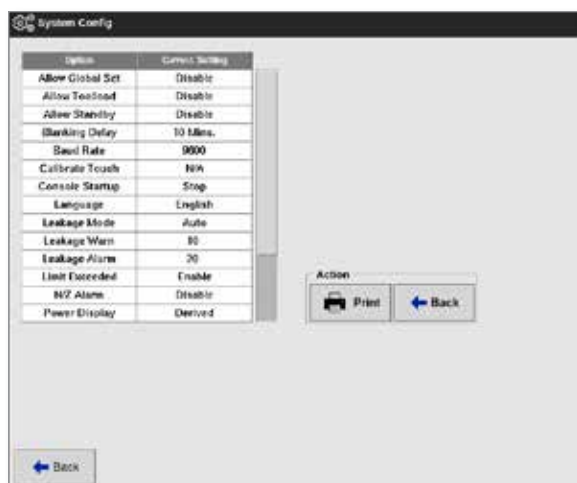 System Config
Option Current Setting
Allow Global Set Disable
Allow Toolload Disable
Allow Standby Disable
Blanking Delay 10 Mins.
Baud Rate 9600
Calibrate Touch N/A
Console Startup Stop
Language English
Leakage Mode Auto
Leakage Warn
Leakage Alarm 20
Limit Exceeded Enable
N/Z Alarm Disable
Power Display Derived
Action
Print Back
Back